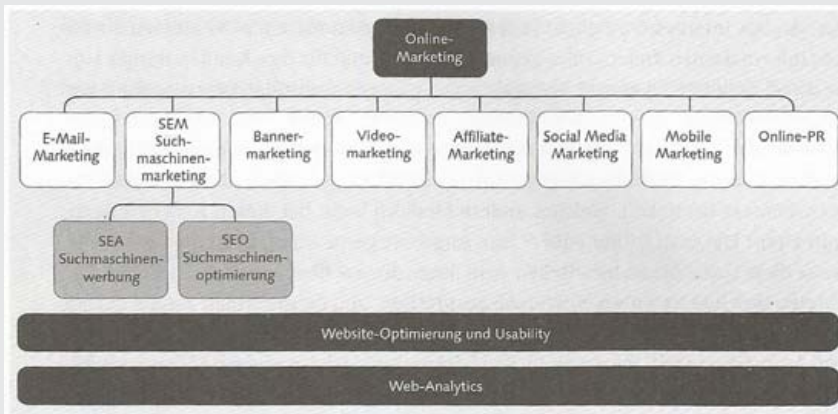 Online-
Marketing
E-Mail-
Marketing
SEM
Such-
maschinen-
marketing
Banner-
marketing
Video-
marketing
Affiliate-
Marketing
Social Media
Marketing
Mobile
Marketing
Online-PR
SEA
Suchmaschinen-
werbung
SEO
Suchmaschinen-
optimierung
Website-Optimierung und Usability
Web-Analytics